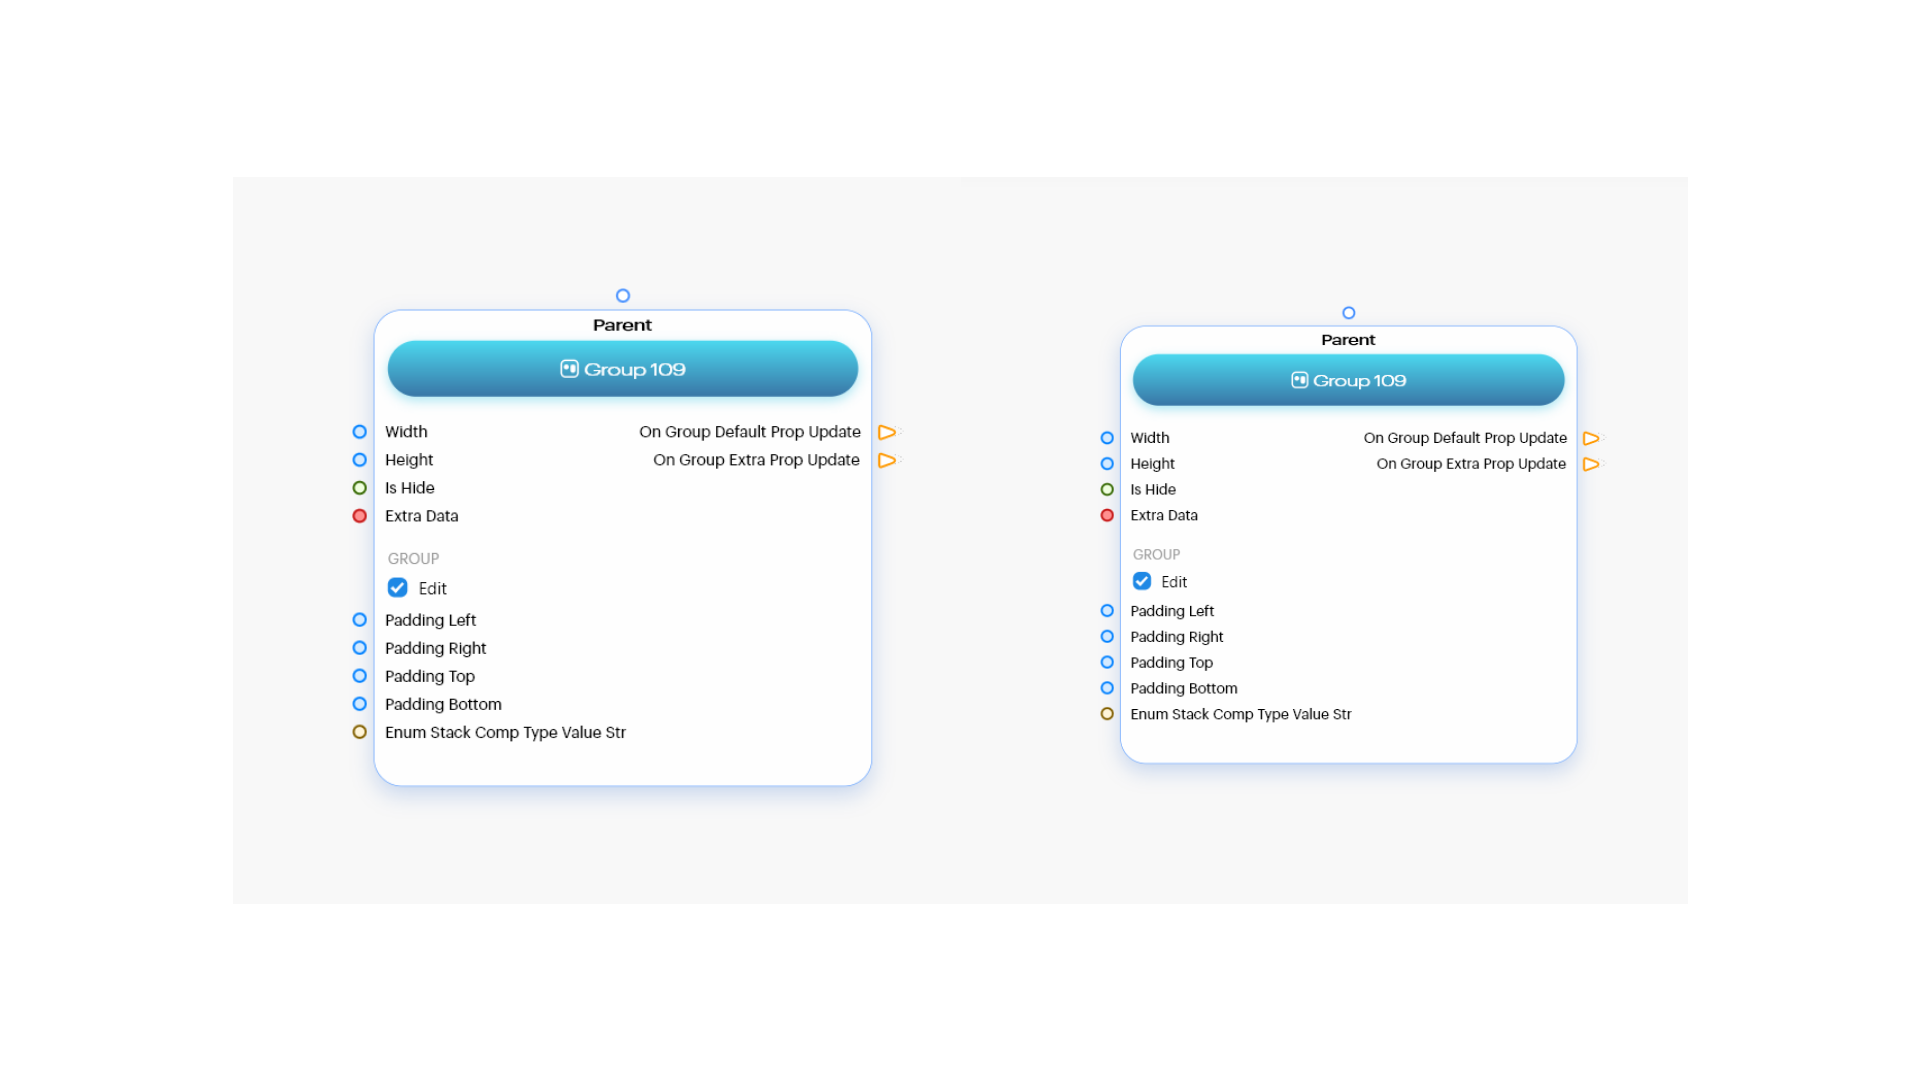 Parent
Group 109
Width
On Group Default Prop Update
Height
On Group Extra Prop Update
Is Hide
Extra Data
GROUP
Edit
Padding Left
Padding Right
Padding Top
Padding Bottom
Enum Stack Comp Type Value Str
Parent
Group 109
Width
On Group Default Prop Update
Height
On Group Extra Prop Update
Is Hide
Extra Data
GROUP
Edit
Padding Left
Padding Right
Padding Top
Padding Bottom
Enum Stack Comp Type Value Str